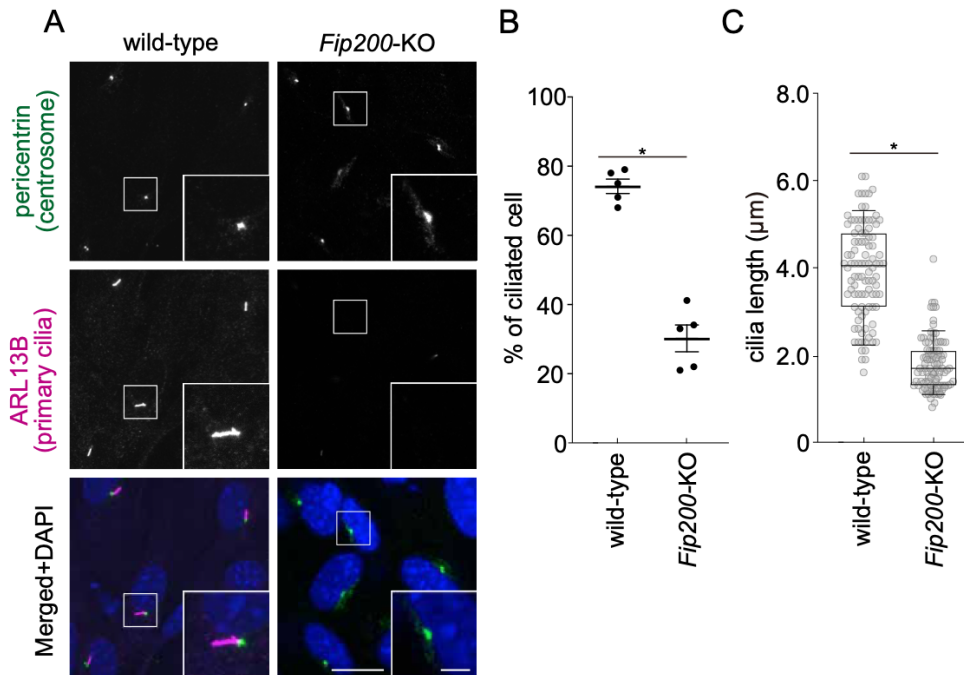 A
wild-type
Fip200-KO
pericentrin
(centrosome)
ARL13B
(primary cilia)
Merged+DAPI
B
% of ciliated cell
100
80
60
40
20
0
*
wild-type
Fip200-KO
C
cilia length (µm)
8.0
6.0
4.0
2.0
0
*
wild-type
Fip200-KO